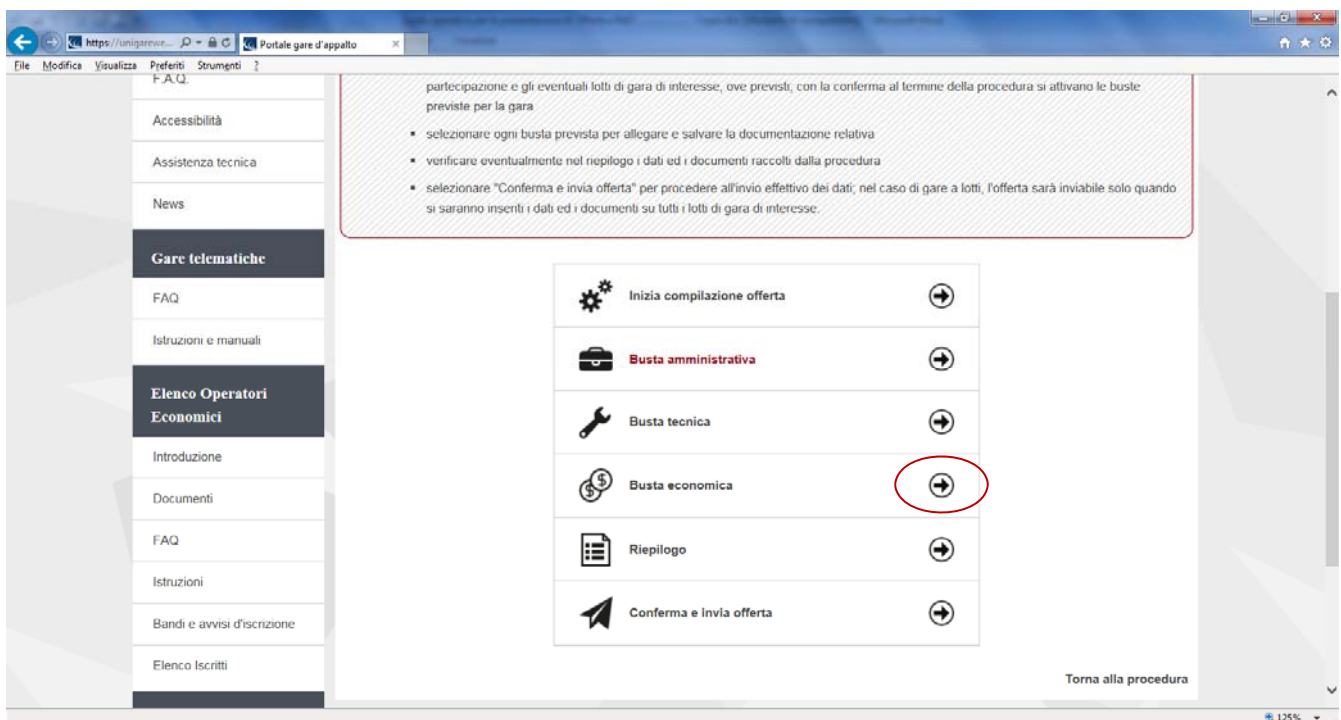 https://unigarewe...
Portale gare d'appalto
File Modifica Visualizza Preferiti Strumenti ?
F.A.Q.
Accessibilità
Assistenza tecnica
News
Gare telematiche
FAQ
Istruzioni e manuali
Elenco Operatori
Economici
Introduzione
Documenti
FAQ
Istruzioni
Bandi e avvisi d'iscrizione
Elenco Iscritti
partecipazione e gli eventuali lotti di gara di interesse, ove previsti; con la conferma al termine della procedura si attivano le buste
previste per la gara
▪ selezionare ogni busta prevista per allegare e salvare la documentazione relativa
▪ verificare eventualmente nel riepilogo i dati ed i documenti raccolti dalla procedura
▪ selezionare "Conferma e invia offerta" per procedere all'invio effettivo dei dati; nel caso di gare a lotti, l'offerta sarà inviabile solo quando
si saranno inseriti i dati ed i documenti su tutti i lotti di gara di interesse.
Inizia compilazione offerta
Busta amministrativa
Busta tecnica
Busta economica
Riepilogo
Conferma e invia offerta
Torna alla procedura
125%